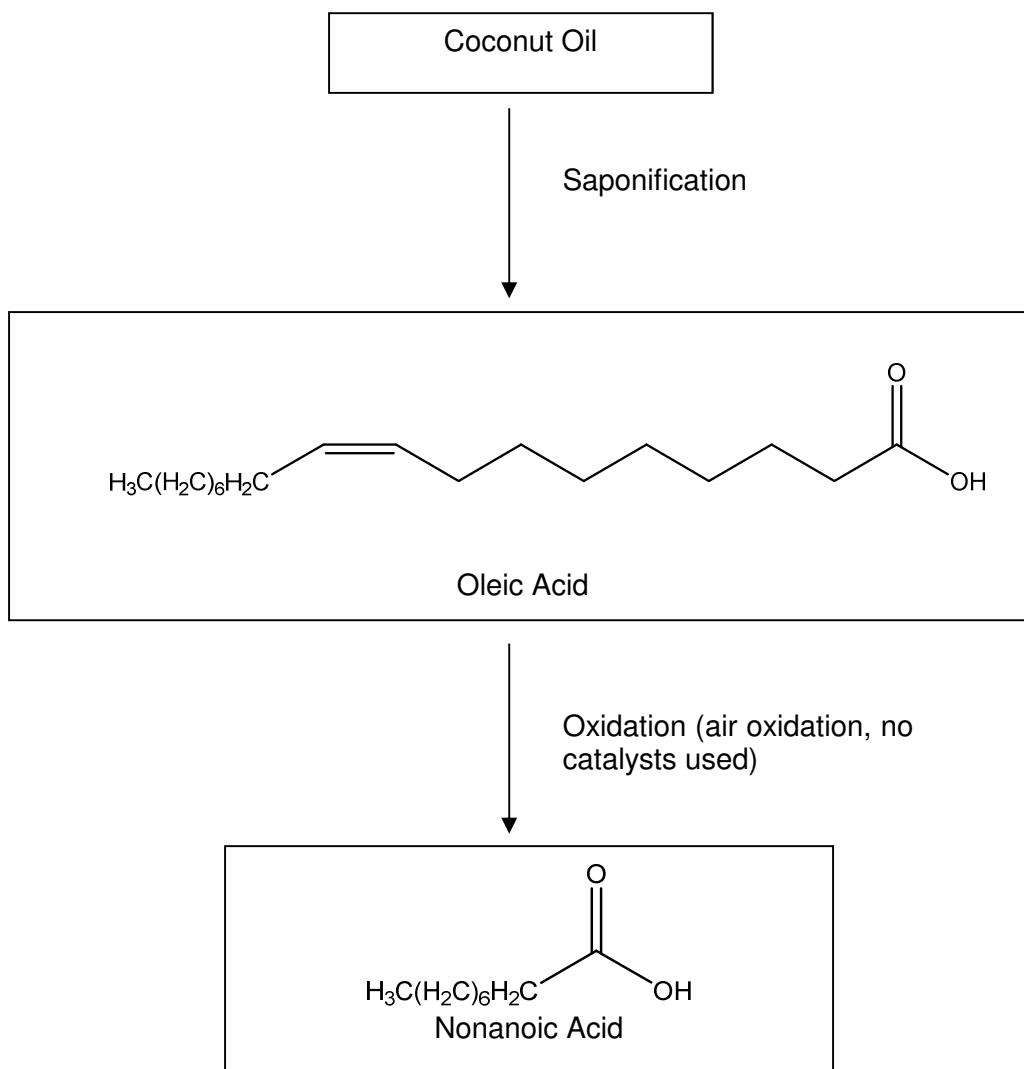 Coconut Oil
Saponification
O
H₃C(H₂C)₆H₂C
OH
Oleic Acid
Oxidation (air oxidation, no
catalysts used)
O
H₃C(H₂C)₆H₂C
OH
Nonanoic Acid